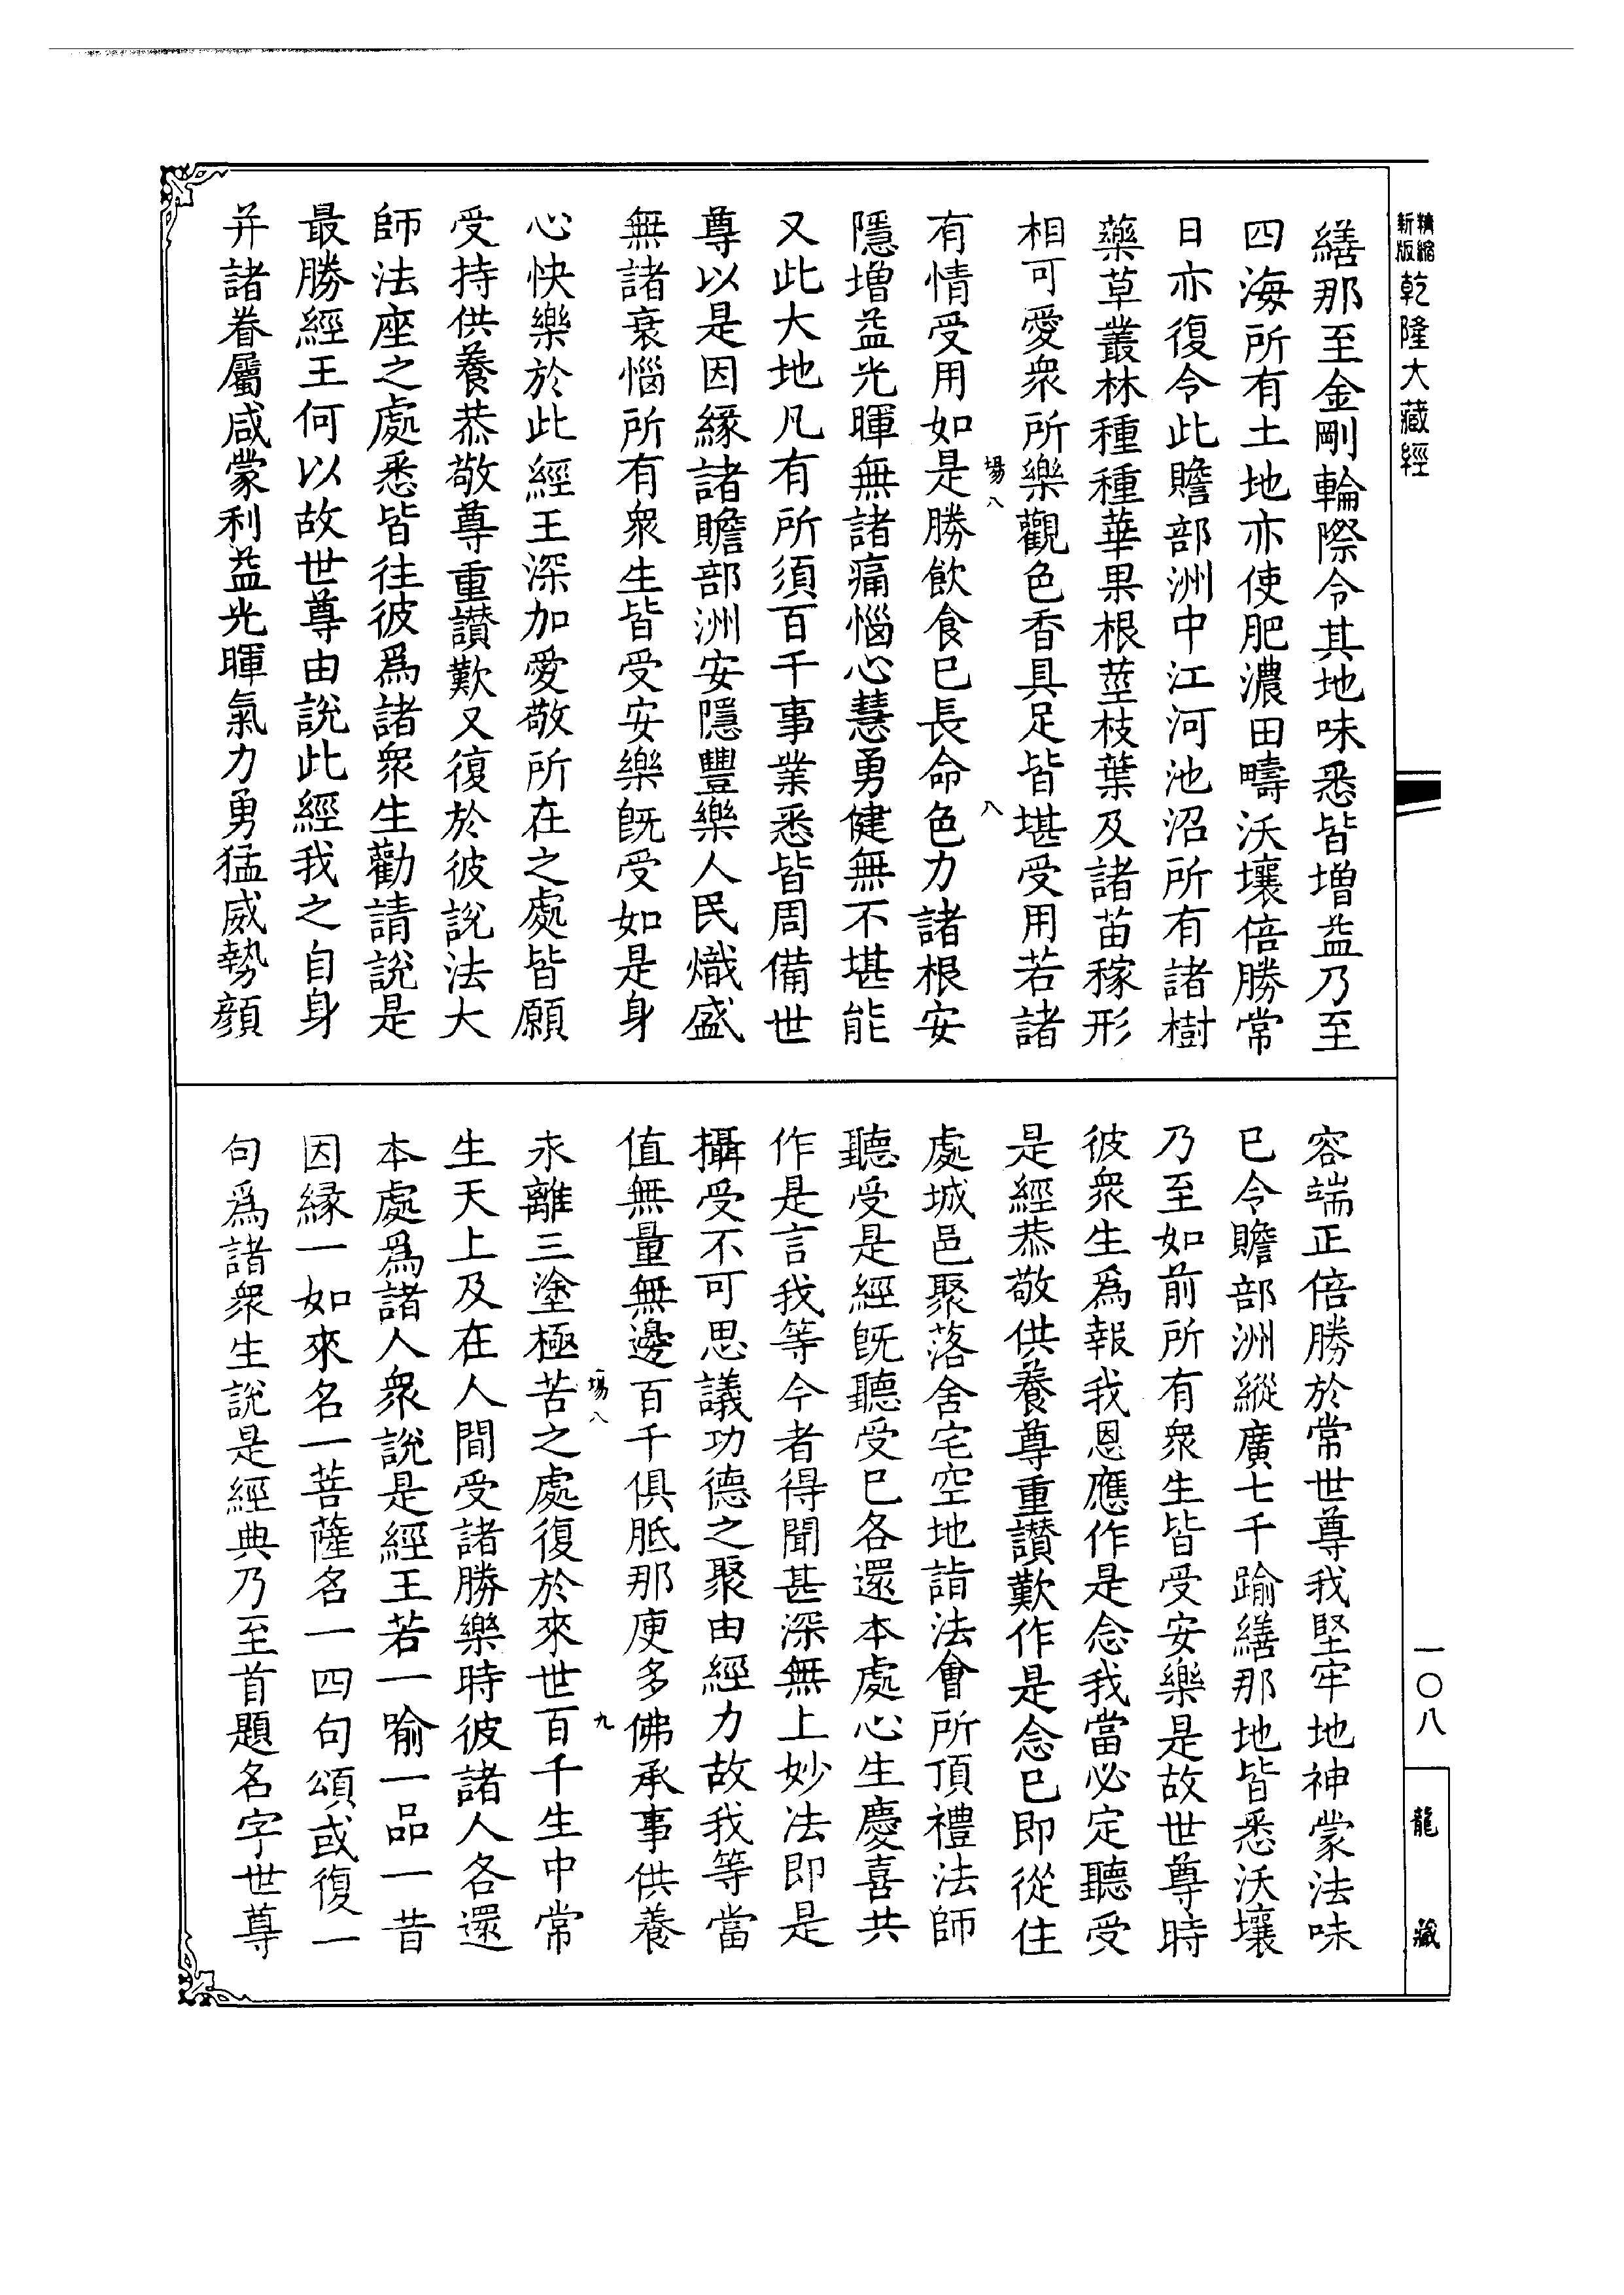 精縮新版乾隆大藏經
繕那至金剛輪際令其地味悉皆增益乃至
四海所有土地亦使肥濃田疇沃壤倍勝常
日亦復令此贍部洲中江河池沼所有諸樹
藥草叢林種種華果根莖枝葉及諸苗稼形
相可愛衆所樂觀色香具足皆堪受用若諸
場八
八
有情受用如是勝飲食已長命色力諸根安
隱增益光暉無諸痛惱心慧勇健無不堪能
又此大地凡有所須百千事業悉皆周備世
尊以是因緣諸贍部洲安隱豐樂人民熾盛
無諸衰惱所有衆生皆受安樂旣受如是身
心快樂於此經王深加愛敬所在之處皆願
受持供養恭敬尊重讚歎又復於彼說法大
師法座之處悉皆往彼爲諸衆生勸請說是
最勝經王何以故世尊由說此經我之自身
并諸眷屬咸蒙利益光暉氣力勇猛威勢顏
容端正倍勝於常世尊我堅牢地神蒙法味
已令贍部洲縱廣七千踰繕那地皆悉沃壤
乃至如前所有衆生皆受安樂是故世尊時
彼衆生爲報我恩應作是念我當必定聽受
是經恭敬供養尊重讚歎作是念已即從住
處城邑聚落舍宅空地詣法會所頂禮法師
聽受是經旣聽受已各還本處心生慶喜共
作是言我等今者得聞甚深無上妙法即是
攝受不可思議功德之聚由經力故我等當
值無量無邊百千俱胝那庾多佛承事供養
場八
九
永離三塗極苦之處復於來世百千生中常
生天上及在人間受諸勝樂時彼諸人各還
本處爲諸人衆說是經王若一喻一品一昔
因緣一如來名一菩薩名一四句頌或復一
句爲諸衆生說是經典乃至首題名字世尊
一〇八
龍藏